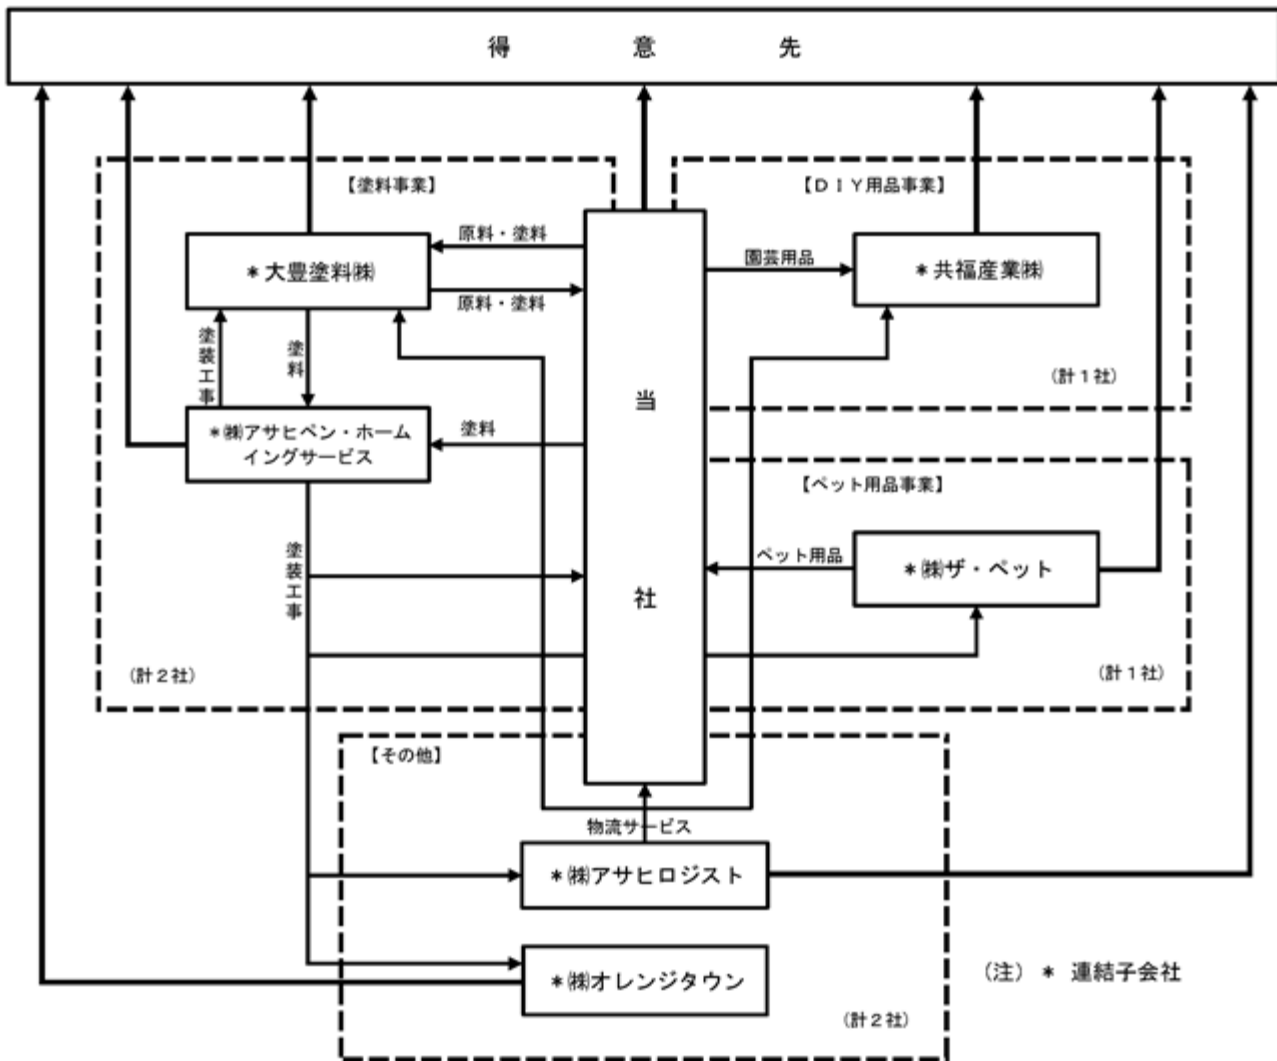 得意先
【塗料事業】
【ＤＩＹ用品事業】
原料・塗料
＊大豊塗料㈱
園芸用品
＊共福産業㈱
原料・塗料
塗装工事
塗料
（計１社）
当社
＊㈱アサヒペン・ホーム
イングサービス
塗料
【ペット用品事業】
塗装工事
ペット用品
＊㈱ザ・ペット
（計２社）
（計１社）
【その他】
物流サービス
＊㈱アサヒロジスト
＊㈱オレンジタウン
（注）＊ 連結子会社
（計２社）